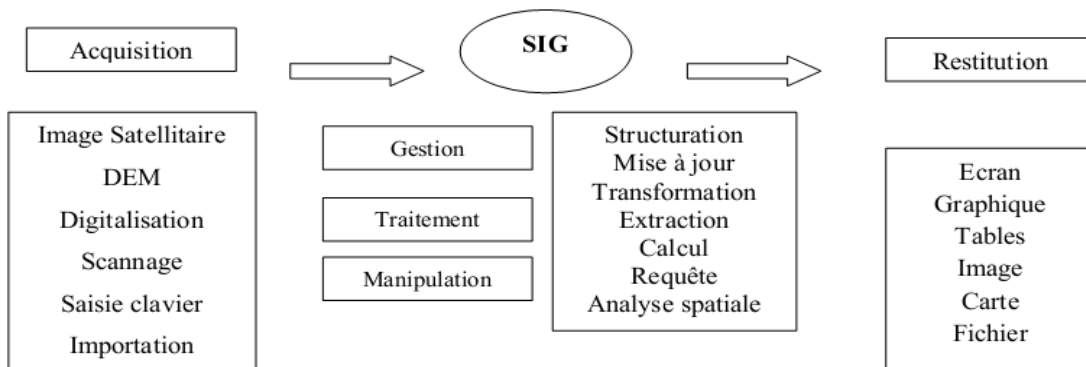 Acquisition
Image Satellitaire
DEM
Digitalisation
Scannage
Saisie clavier
Importation
SIG
Gestion
Traitement
Manipulation
Structuration
Mise à jour
Transformation
Extraction
Calcul
Requête
Analyse spatiale
Restitution
Ecran
Graphique
Tables
Image
Carte
Fichier